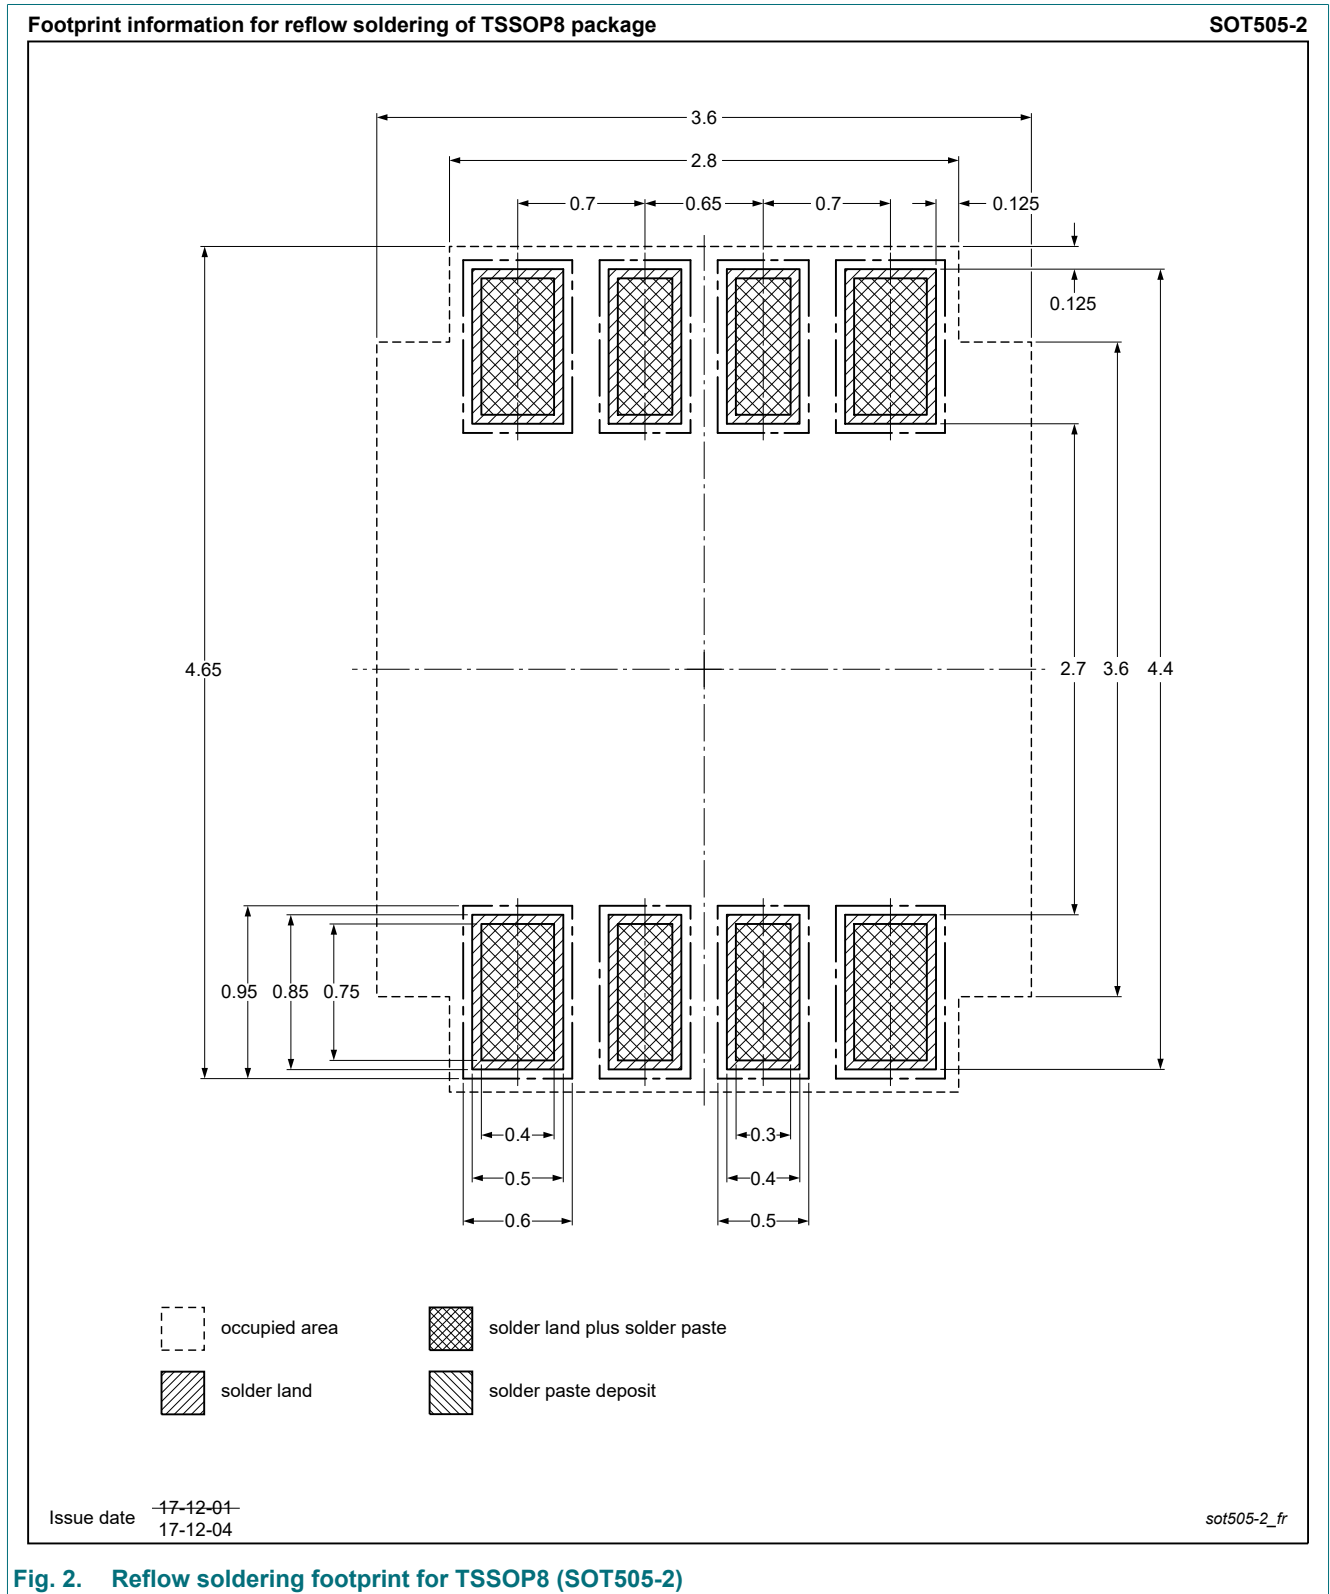 Footprint information for reflow soldering of TSSOP8 package SOT505-2
3.6
2.8
0.7 0.65 0.7 0.125
0.125
4.65 2.7 3.6 4.4
0.95 0.85 0.75
0.4 0.3
0.5 0.4
0.6 0.5
occupied area solder land plus solder paste
solder land solder paste deposit
17-12-01
Issue date sot505-2_fr
17-12-04
Fig. 2. Reflow soldering footprint for TSSOP8 (SOT505-2)